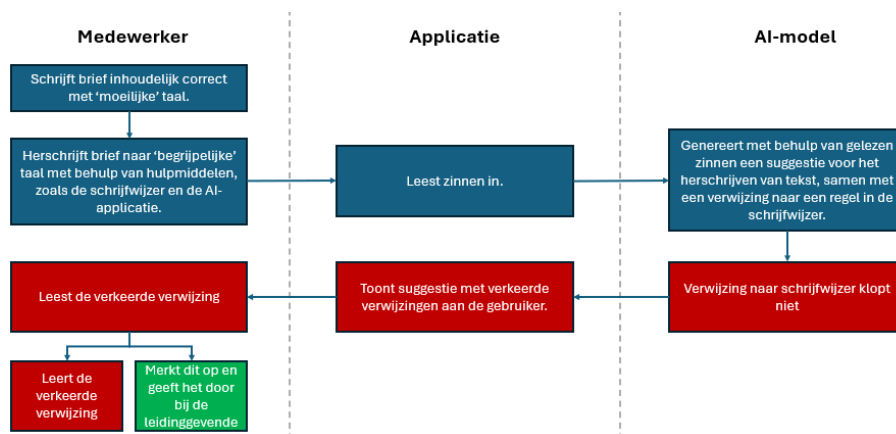 Medewerker
Applicatie
AI-model
Schrijft brief inhoudelijk correct
met ‘moeilijke’ taal.
Herschrijft brief naar ‘begrijpelijke’
taal met behulp van hulpmiddelen,
zoals de schrijfwijzer en de AI-
applicatie.
Leest zinnen in.
Genereert met behulp van gelezen
zinnen een suggestie voor het
herschrijven van tekst, samen met
een verwijzing naar een regel in de
schrijfwijzer.
Leest de verkeerde verwijzing
Toont suggestie met verkeerde
verwijzingen aan de gebruiker.
Verwijzing naar schrijfwijzer klopt
niet
Leert de
verkeerde
verwijzing
Merkt dit op en
geeft het door
bij de
leidinggevende